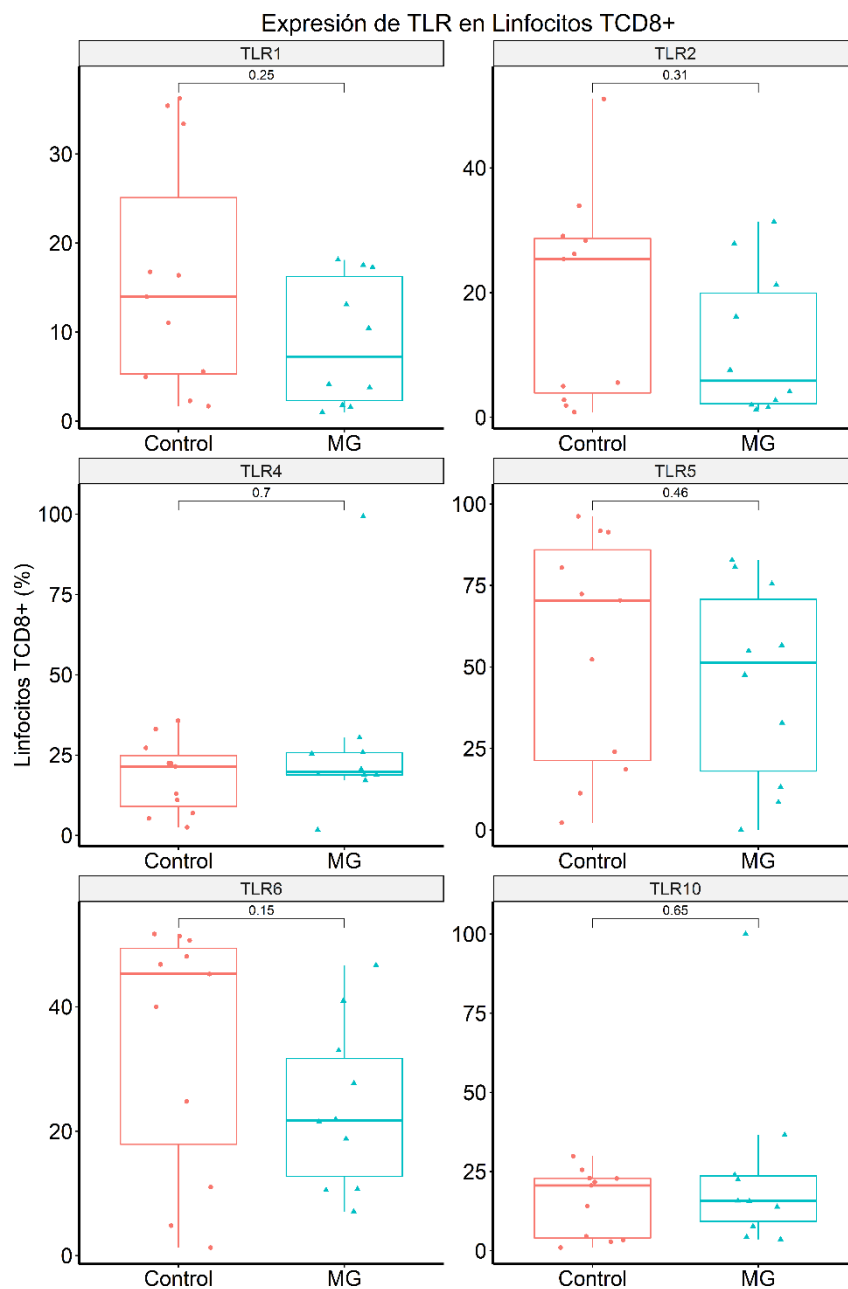 Expresión de TLR en Linfocitos TCD8+
TLR1
0.25
30
20
10
0
Control MG
TLR2
0.31
40
20
0
Control MG
Linfocitos TCD8+ (%)
TLR4
0.7
100
75
50
25
0
Control MG
TLR5
0.46
100
75
50
25
0
Control MG
TLR6
0.15
40
20
0
Control MG
TLR10
0.65
100
75
50
25
0
Control MG